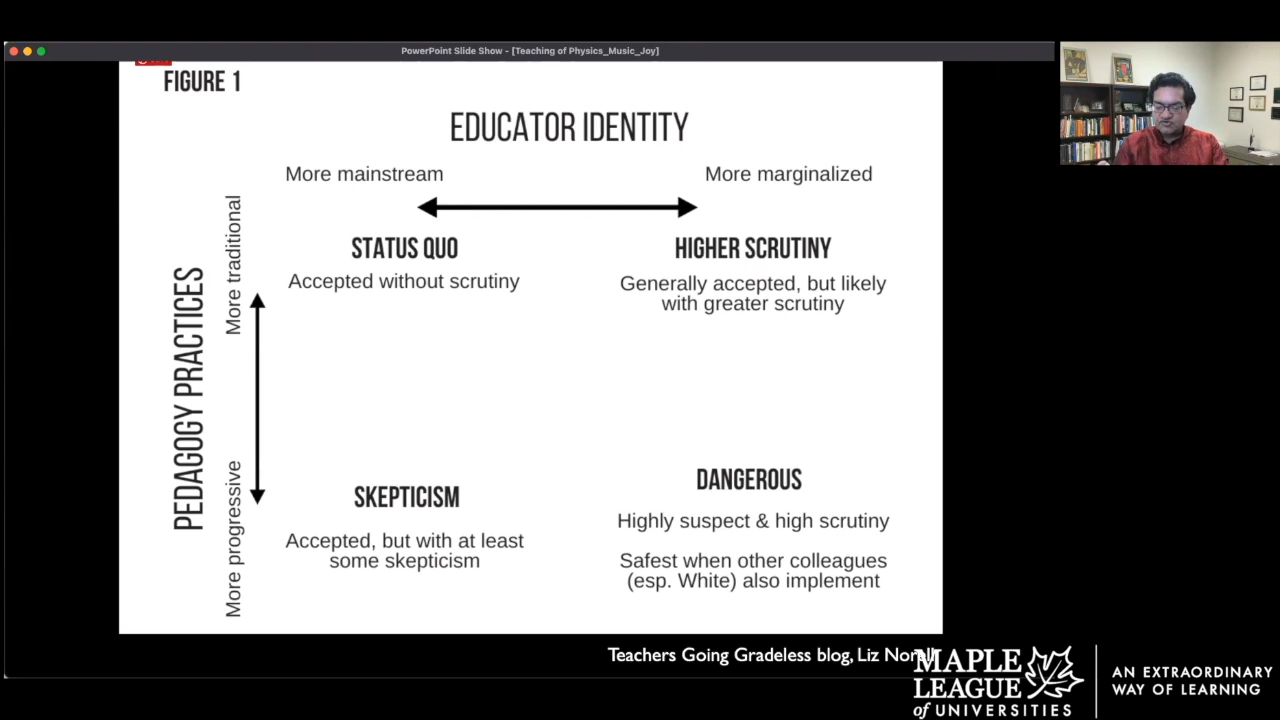 PowerPoint Slide Show - [Teaching of Physics_Music_Joy]
FIGURE 1
EDUCATOR IDENTITY
More mainstream
More marginalized
PEDAGOGY PRACTICES
More traditional
More progressive
STATUS QUO
Accepted without scrutiny
HIGHER SCRUTINY
Generally accepted, but likely
with greater scrutiny
SKEPTICISM
Accepted, but with at least
some skepticism
DANGEROUS
Highly suspect & high scrutiny
Safest when other colleagues
(esp. White) also implement
Teachers Going Gradeless blog, Liz
MAPLE
LEAGUE
of UNIVERSITIES
AN EXTRAORDINARY
WAY OF LEARNING